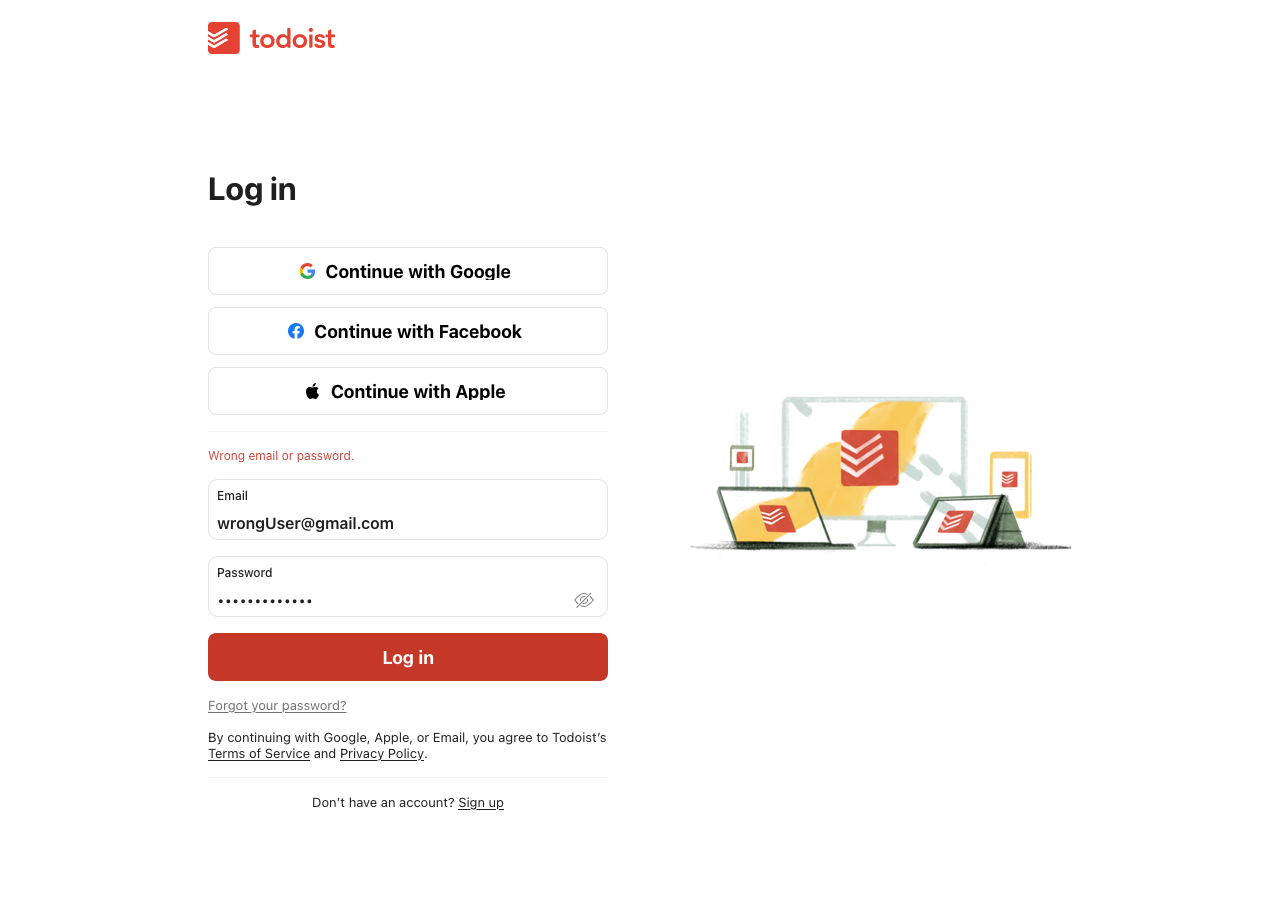 todoist
Log in
Continue with Google
Continue with Facebook
Continue with Apple
Wrong email or password.
Email
wrongUser@gmail.com
Password
•••••••••••••
Log in
Forgot your password?
By continuing with Google, Apple, or Email, you agree to Todoist’s
Terms of Service and Privacy Policy.
Don’t have an account? Sign up